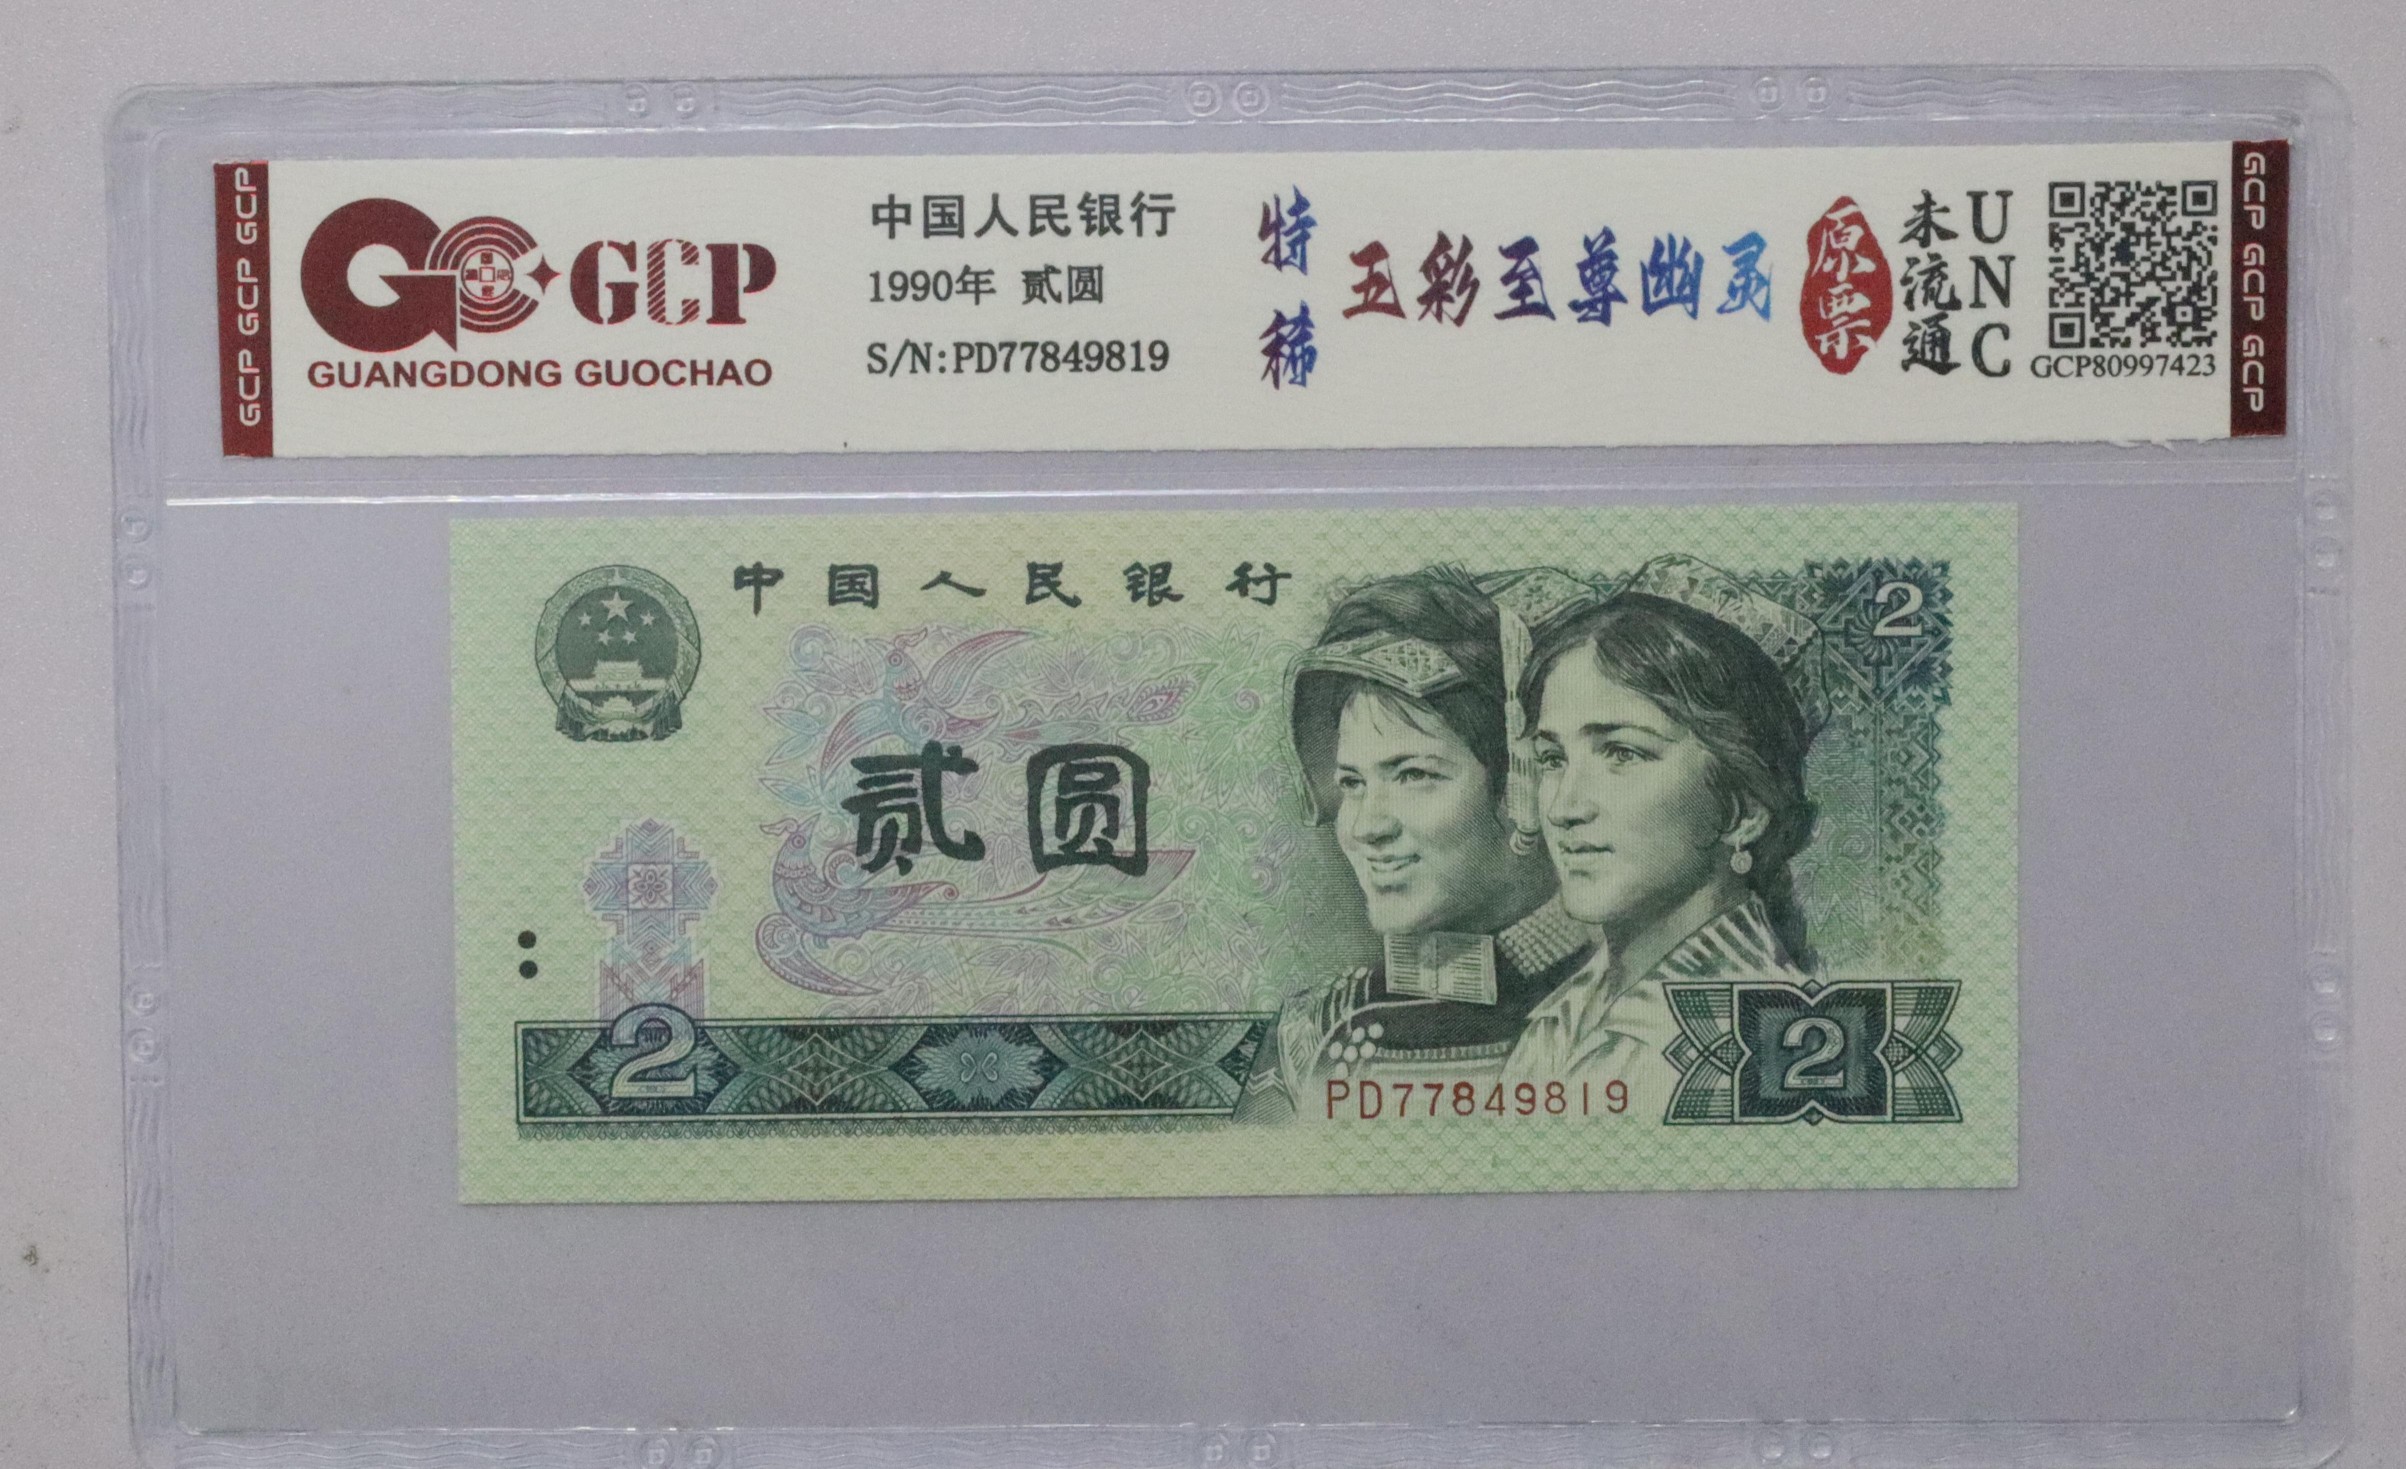 GCP GCP GCP
GCP
GUANGDONG GUOCHAO
中国人民银行
1990年 贰圆
S/N:PD77849819
特稀
五彩至尊幽灵
原票
未流通
UNC
GCP80997423
GCP GCP GCP
中国人民银行
2
贰圆
2
PD77849819
2